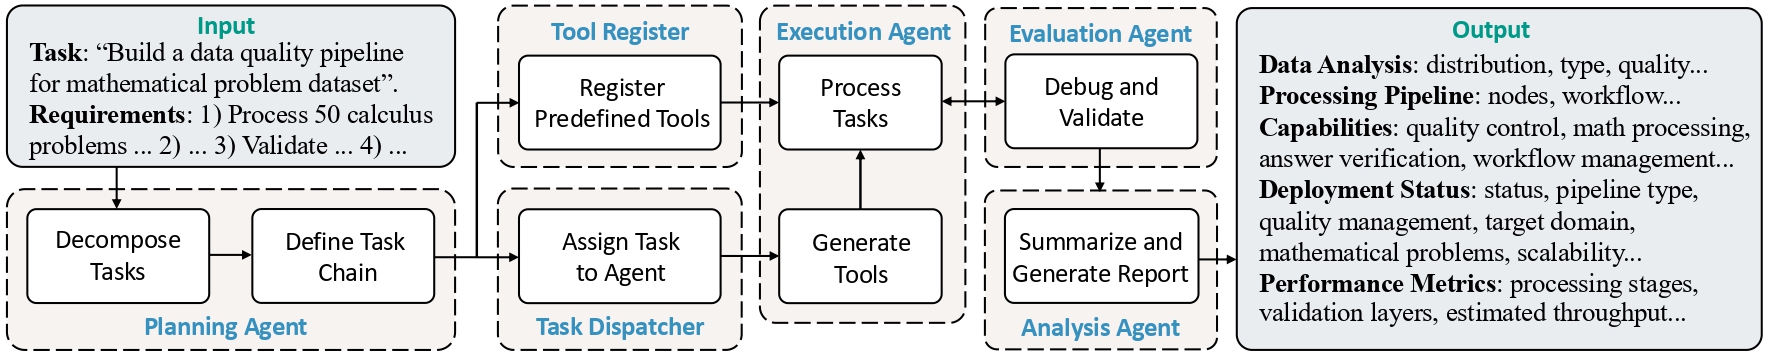 Input
Task: “Build a data quality pipeline
for mathematical problem dataset”.
Requirements: 1) Process 50 calculus
problems ... 2) ... 3) Validate ... 4) ...
Decompose
Tasks
Define Task
Chain
Planning Agent
Tool Register
Register
Predefined Tools
Assign Task
to Agent
Task Dispatcher
Execution Agent
Process
Tasks
Generate
Tools
Evaluation Agent
Debug and
Validate
Summarize and
Generate Report
Analysis Agent
Output
Data Analysis: distribution, type, quality...
Processing Pipeline: nodes, workflow...
Capabilities: quality control, math processing,
answer verification, workflow management...
Deployment Status: status, pipeline type,
quality management, target domain,
mathematical problems, scalability...
Performance Metrics: processing stages,
validation layers, estimated throughput...